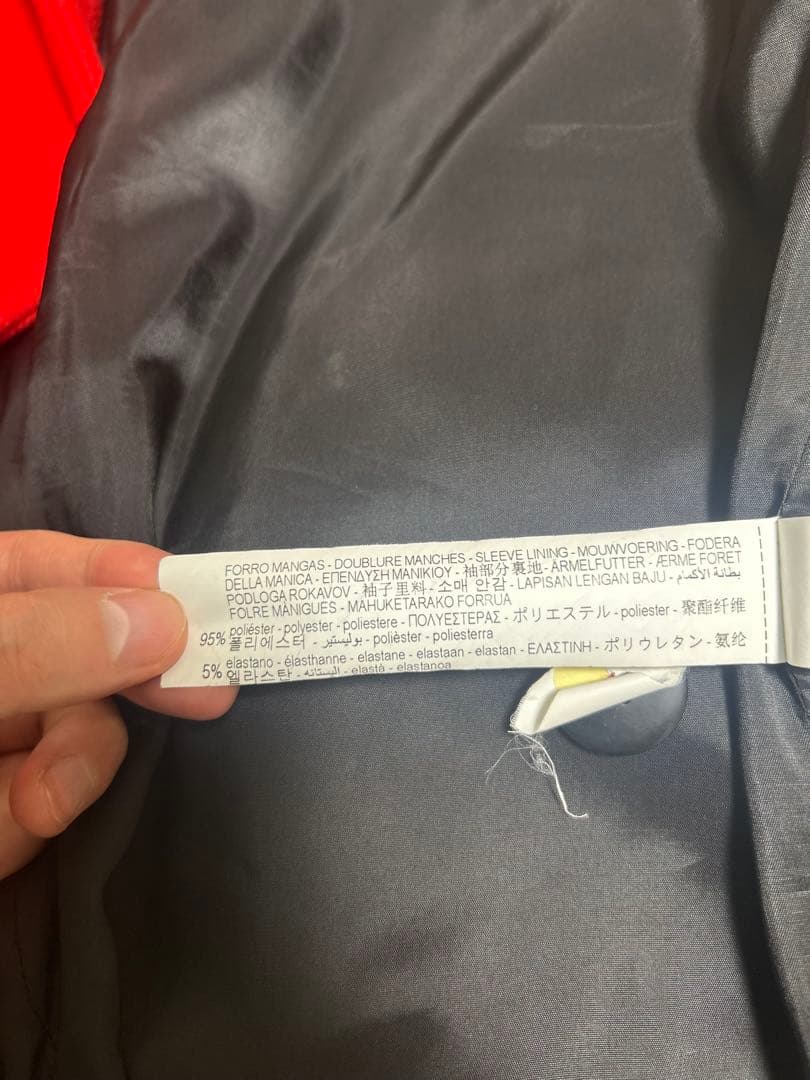 FORRO MANGAS - DOUBLURE MANCHES - SLEEVE LINING - MOUWVOERING - FODERA
DELLA MANICA - ΕΠΕΝΔΥΣΗ ΜΑΝΙΚΙΟΥ - 袖部分裏地 - ÄRMELFUTTER - ÆRME FORET
PODLOGA ROKAVOV - 袖子里料 - 소매 안감 - LAPISAN LENGAN BAJU - بطانة الأكمام
FOLRE MÀNIGUES - MAHUKETARAKO FORRUA
95% poliéster - polyester - poliestere - ΠΟΛΥΕΣΤΕΡΑΣ - ポリエステル - poliester - 聚酯纤维
폴리에스터 - بوليستير - polièster - poliesterra
5% elastano - élasthanne - elastane - elastaan - elastan - ΕΛΑΣΤΙΝΗ - ポリウレタン - 氨纶
엘라스탄 - اليستانه - elastà - elastanoa